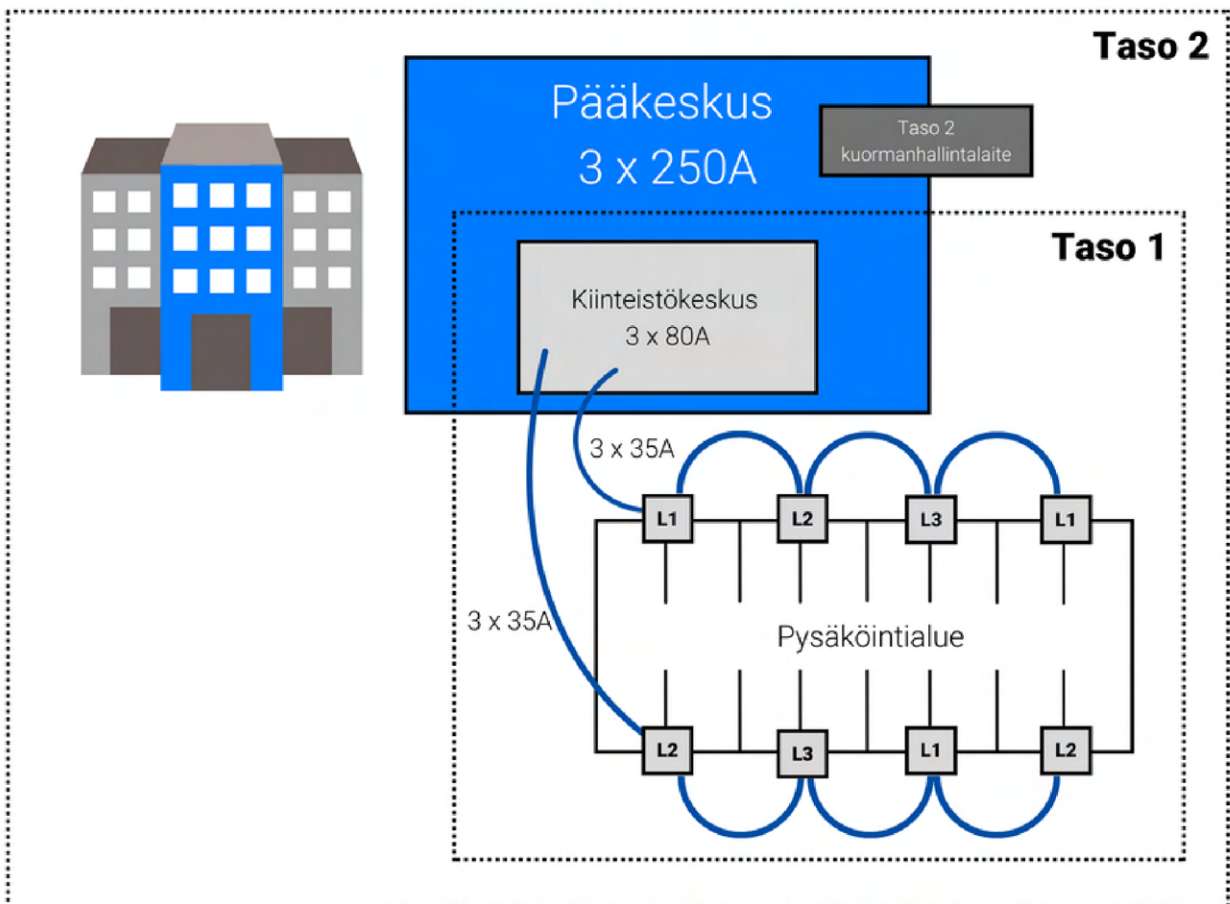 Taso 2
Pääkeskus
3 x 250A
Taso 2
kuormanhallintalaite
Taso 1
Kiinteistökeskus
3 x 80A
3 x 35A
L1
L2
L3
L1
3 x 35A
Pysäköintialue
L2
L3
L1
L2